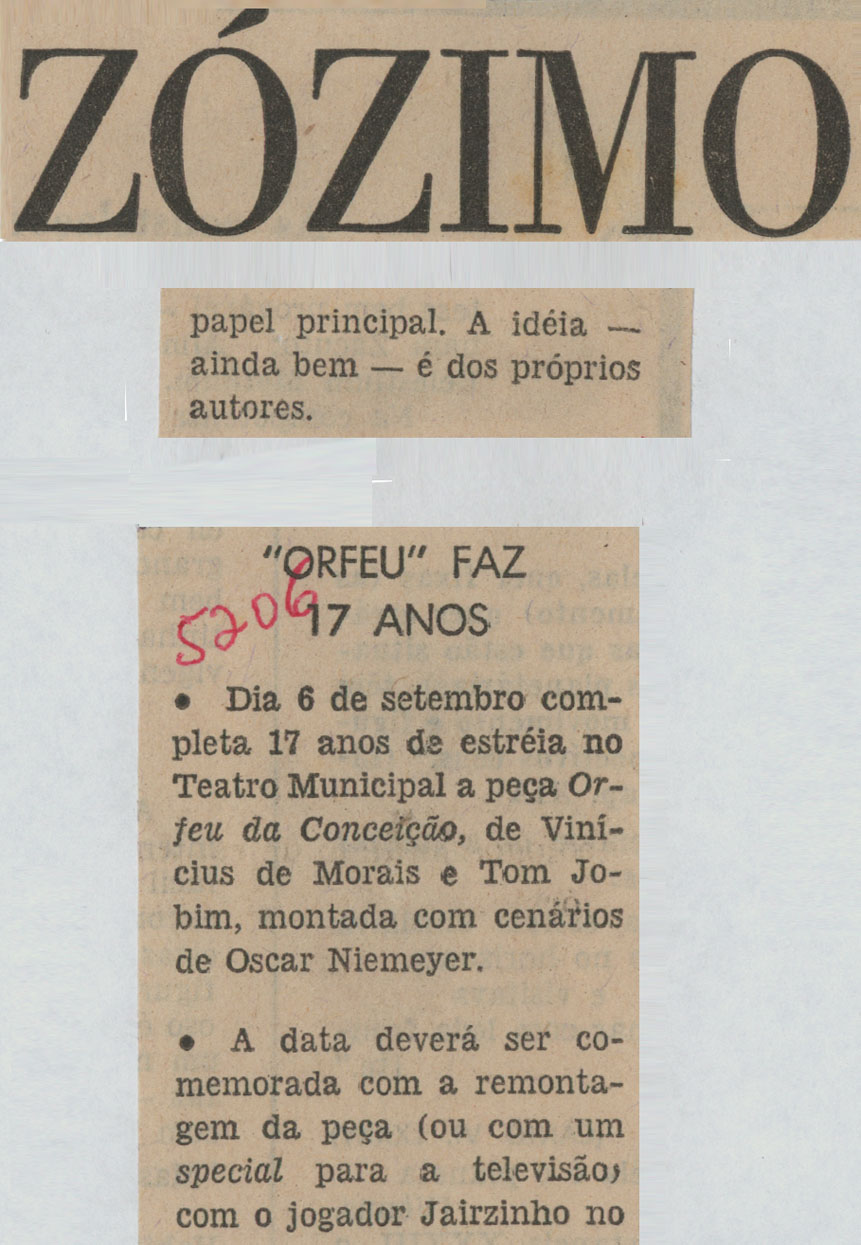 ZÓZIMO
papel principal. A idéia —
ainda bem — é dos próprios
autores.
"ORFEU" FAZ
17 ANOS
5206
• Dia 6 de setembro com-
pleta 17 anos de estréia no
Teatro Municipal a peça Or-
feu da Conceição, de Viní-
cius de Morais e Tom Jo-
bim, montada com cenários
de Oscar Niemeyer.
• A data deverá ser co-
memorada com a remonta-
gem da peça (ou com um
special para a televisão)
com o jogador Jairzinho no